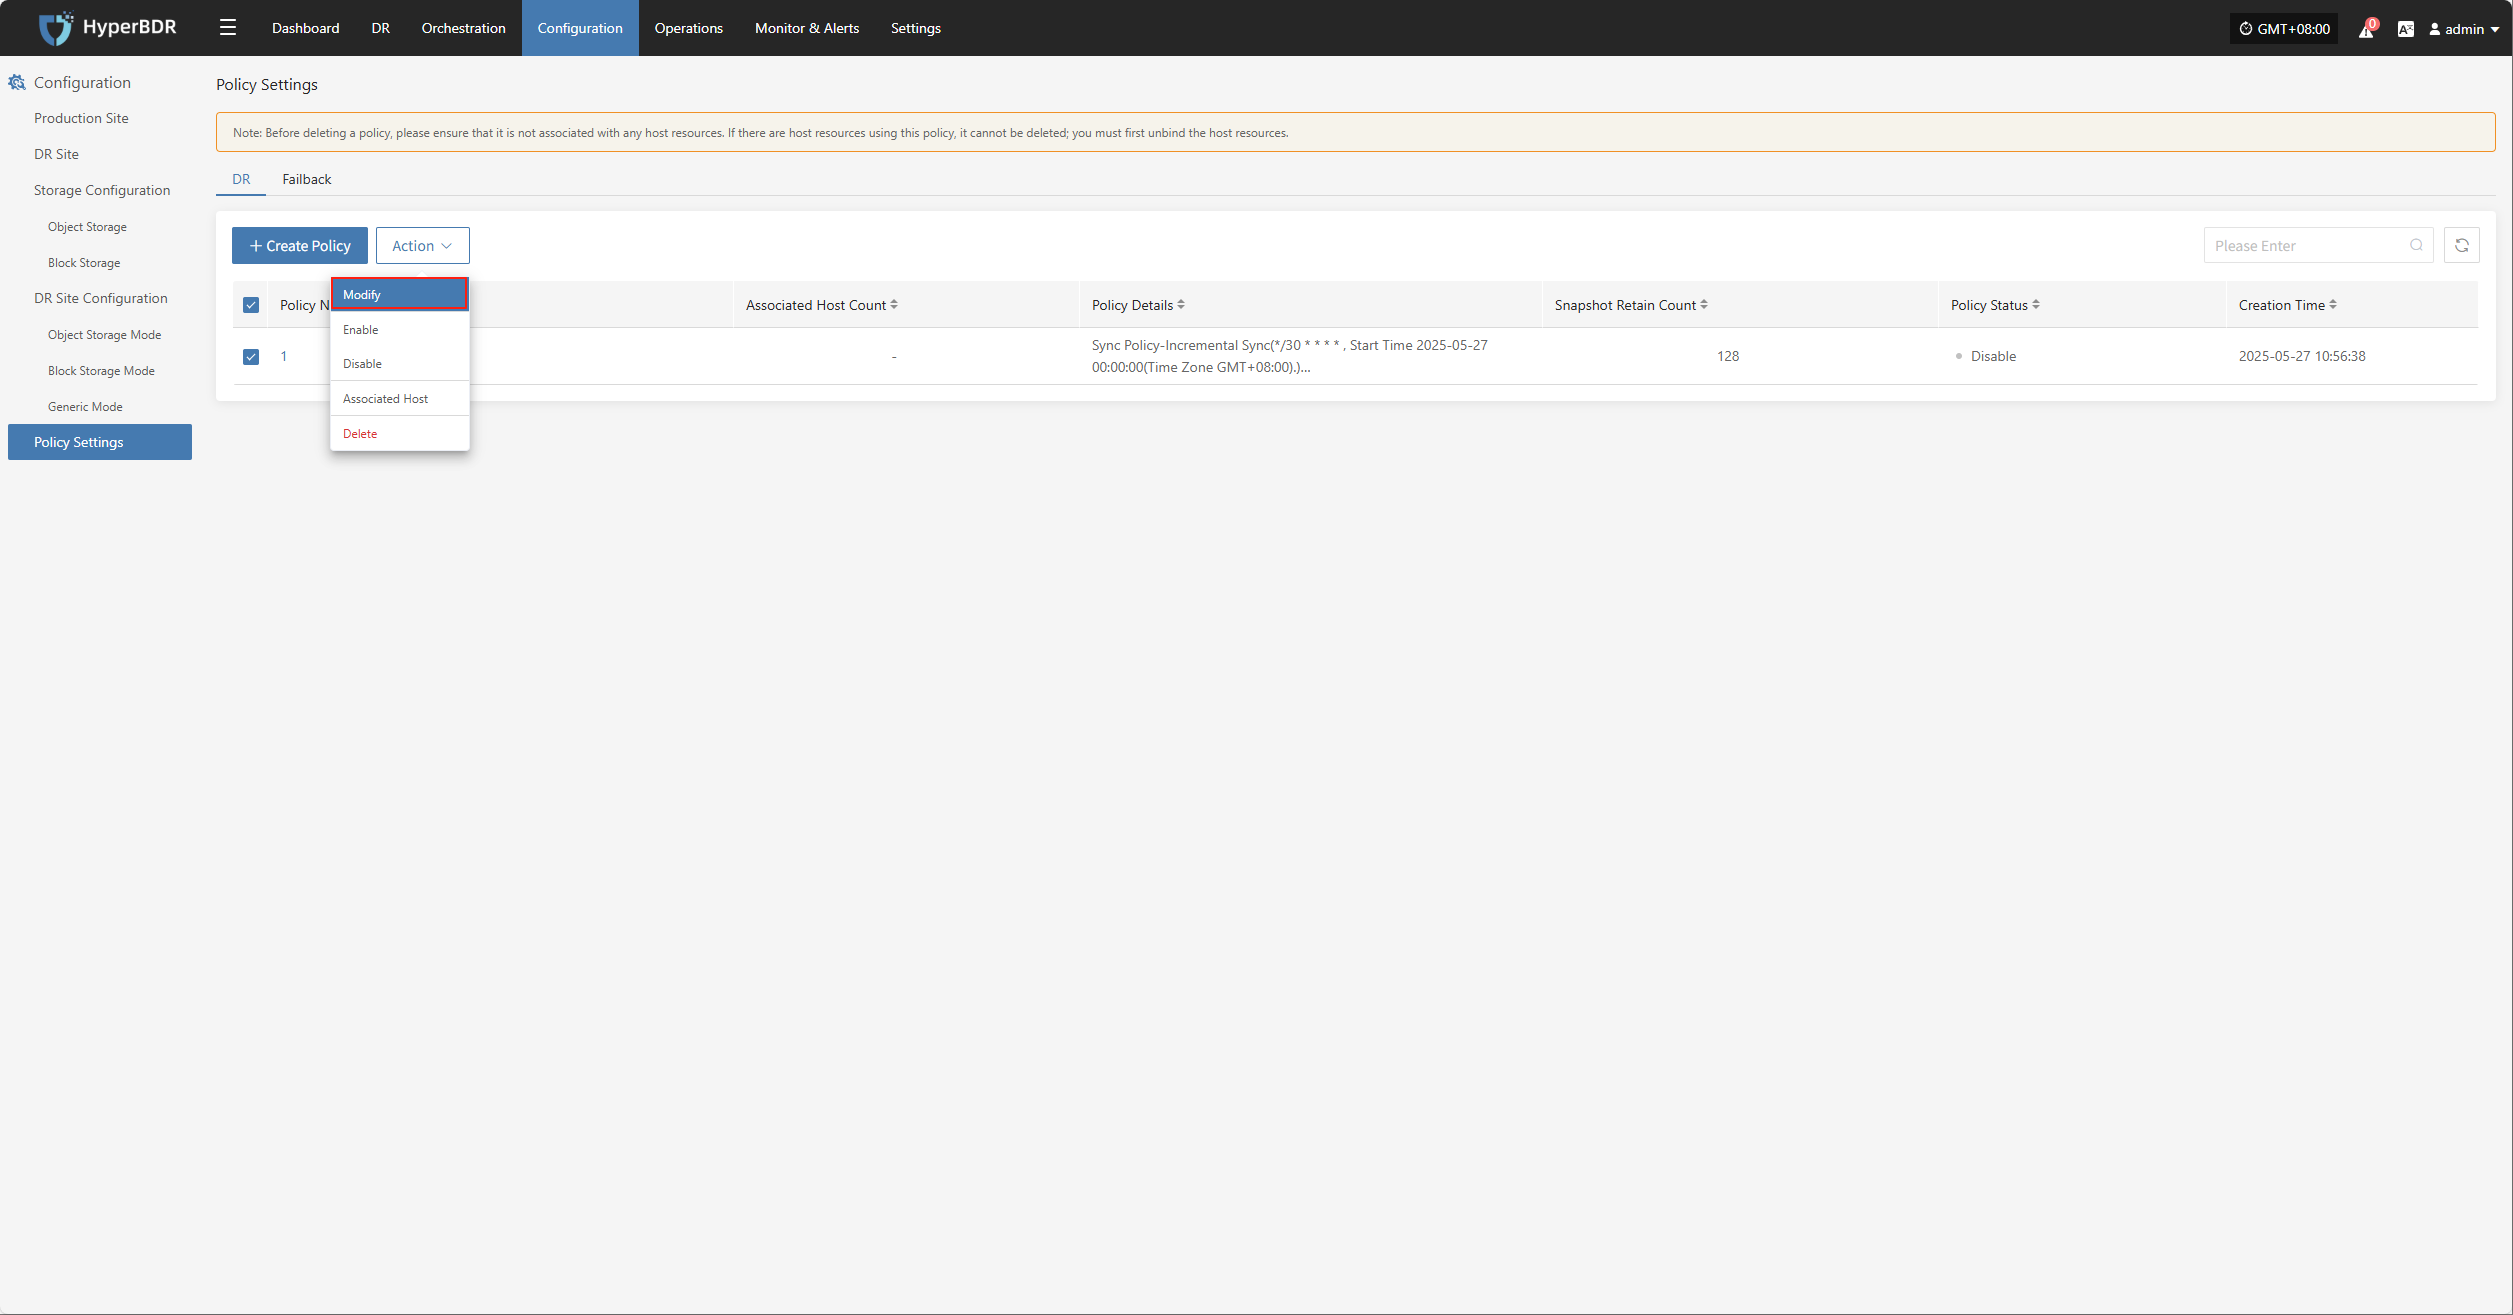 HyperBDR
Dashboard
DR
Orchestration
Configuration
Operations
Monitor & Alerts
Settings
GMT+08:00
0
admin
Configuration
Production Site
DR Site
Storage Configuration
Object Storage
Block Storage
DR Site Configuration
Object Storage Mode
Block Storage Mode
Generic Mode
Policy Settings
Policy Settings
Note: Before deleting a policy, please ensure that it is not associated with any host resources. If there are host resources using this policy, it cannot be deleted; you must first unbind the host resources.
DR
Failback
Create Policy
Action
Please Enter
Modify
Enable
Disable
Associated Host
Delete
Policy N
Associated Host Count
Policy Details
Snapshot Retain Count
Policy Status
Creation Time
1
-
Sync Policy-Incremental Sync(*/30 * * * * , Start Time 2025-05-27
00:00:00(Time Zone GMT+08:00).)...
128
Disable
2025-05-27 10:56:38